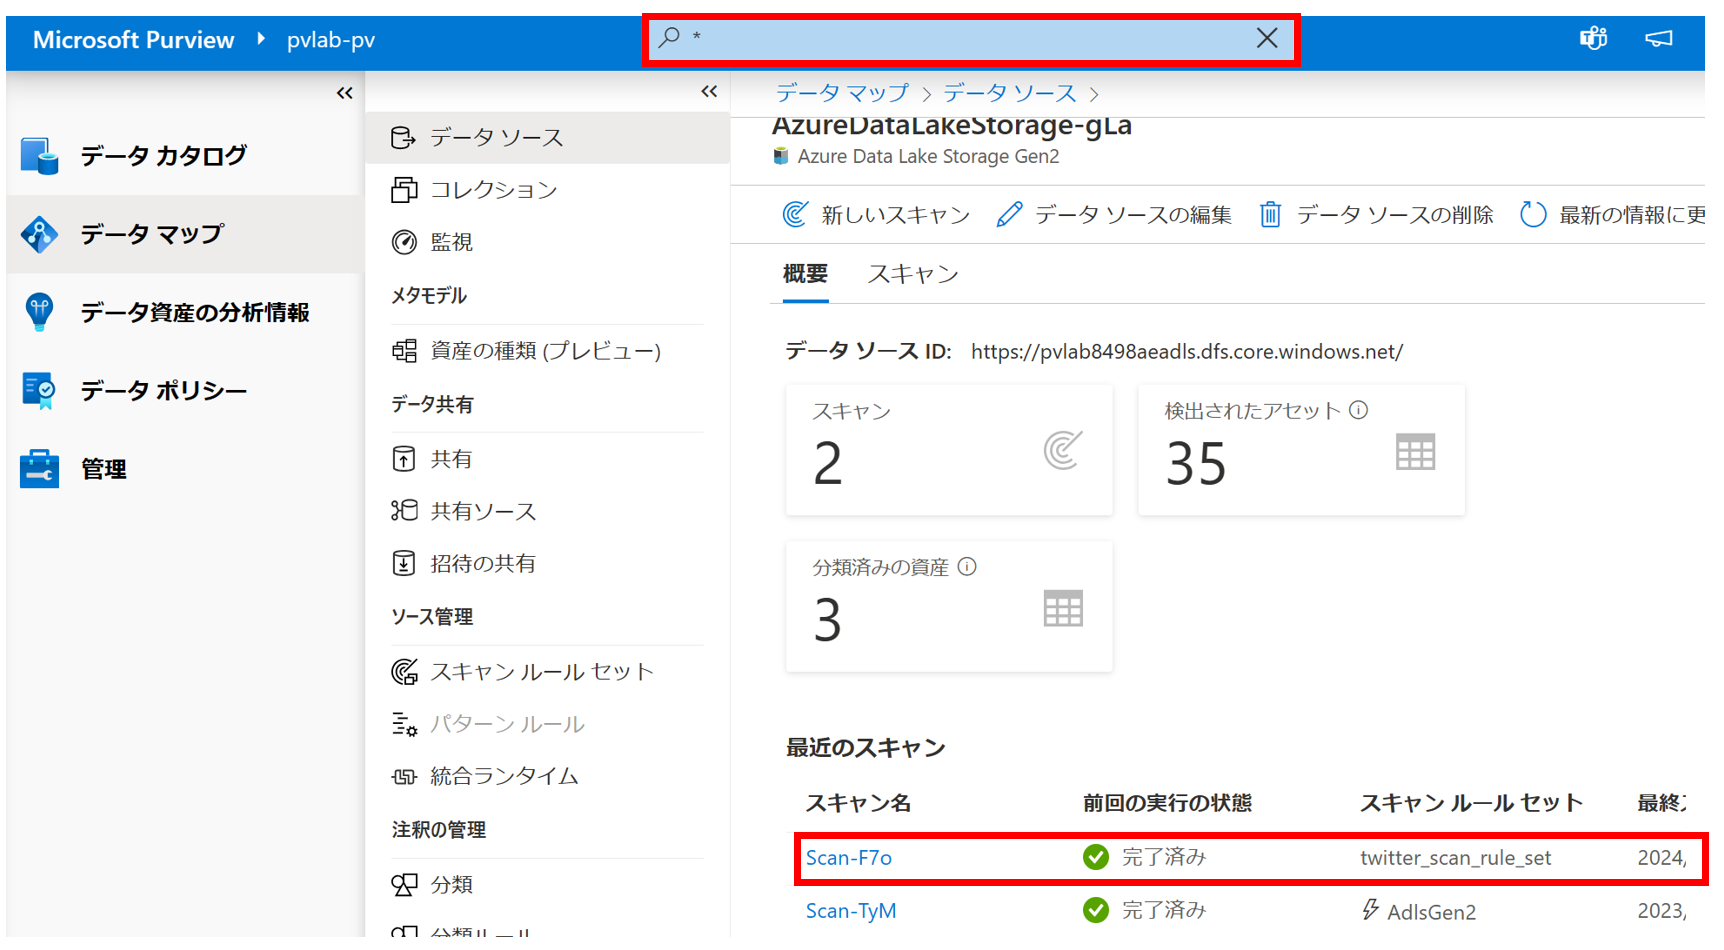 Microsoft Purview
pvlab-pv
*
データ カタログ
データ マップ
データ資産の分析情報
データ ポリシー
管理
データ ソース
コレクション
監視
メタモデル
資産の種類 (プレビュー)
データ共有
共有
共有ソース
招待の共有
ソース管理
スキャン ルール セット
パターン ルール
統合ランタイム
注釈の管理
分類
分類ルール
データ マップ > データ ソース >
AzureDataLakeStorage-gLa
Azure Data Lake Storage Gen2
新しいスキャン データ ソースの編集 データ ソースの削除 最新の情報に更
概要 スキャン
データ ソース ID: https://pvlab8498aeadls.dfs.core.windows.net/
スキャン
2
検出されたアセット
35
分類済みの資産
3
最近のスキャン
スキャン名 前回の実行の状態 スキャン ルール セット 最終
Scan-F7o 完了済み twitter_scan_rule_set 2024,
Scan-TyM 完了済み AdlsGen2 2023,